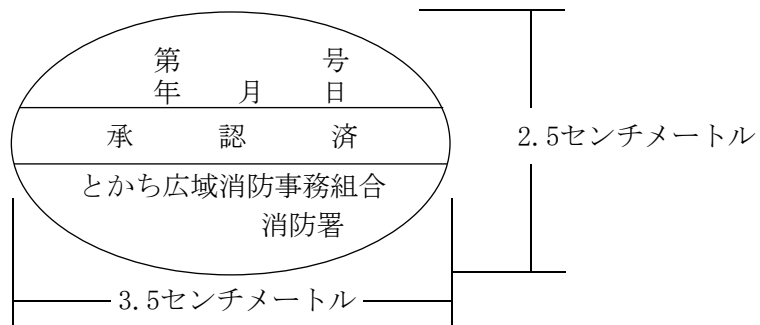 第　　　　　号
年　　月　　日
承　　認　　済
とかち広域消防事務組合
消防署
2.5センチメートル
3.5センチメートル